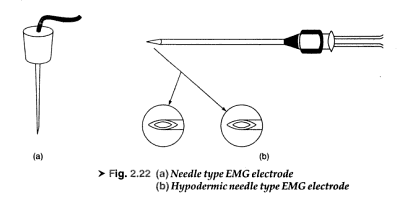 (a)
(b)
➤ Fig. 2.22 (a) Needle type EMG electrode
(b) Hypodermic needle type EMG electrode